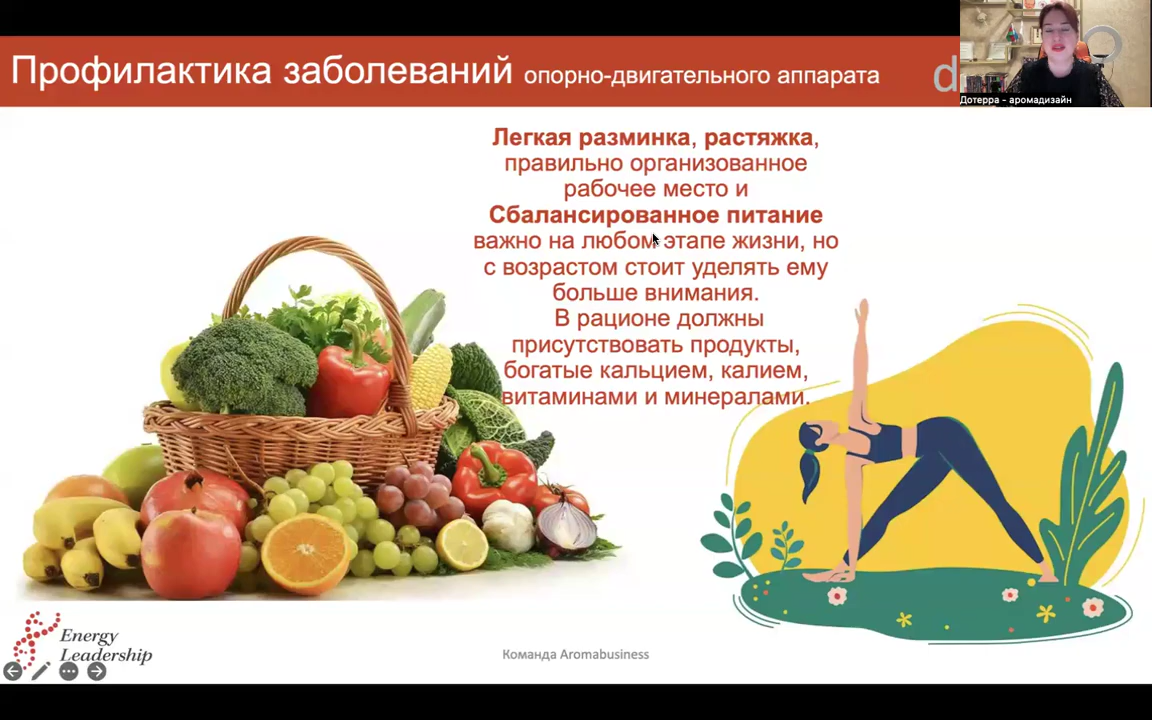 Профилактика заболеваний опорно-двигательного аппарата
Дотерра - аромадизайн
Легкая разминка, растяжка,
правильно организованное
рабочее место и
Сбалансированное питание
важно на любом этапе жизни, но
с возрастом стоит уделять ему
больше внимания.
В рационе должны
присутствовать продукты,
богатые кальцием, калием,
витаминами и минералами.
Energy
Leadership
Команда Aromabusiness